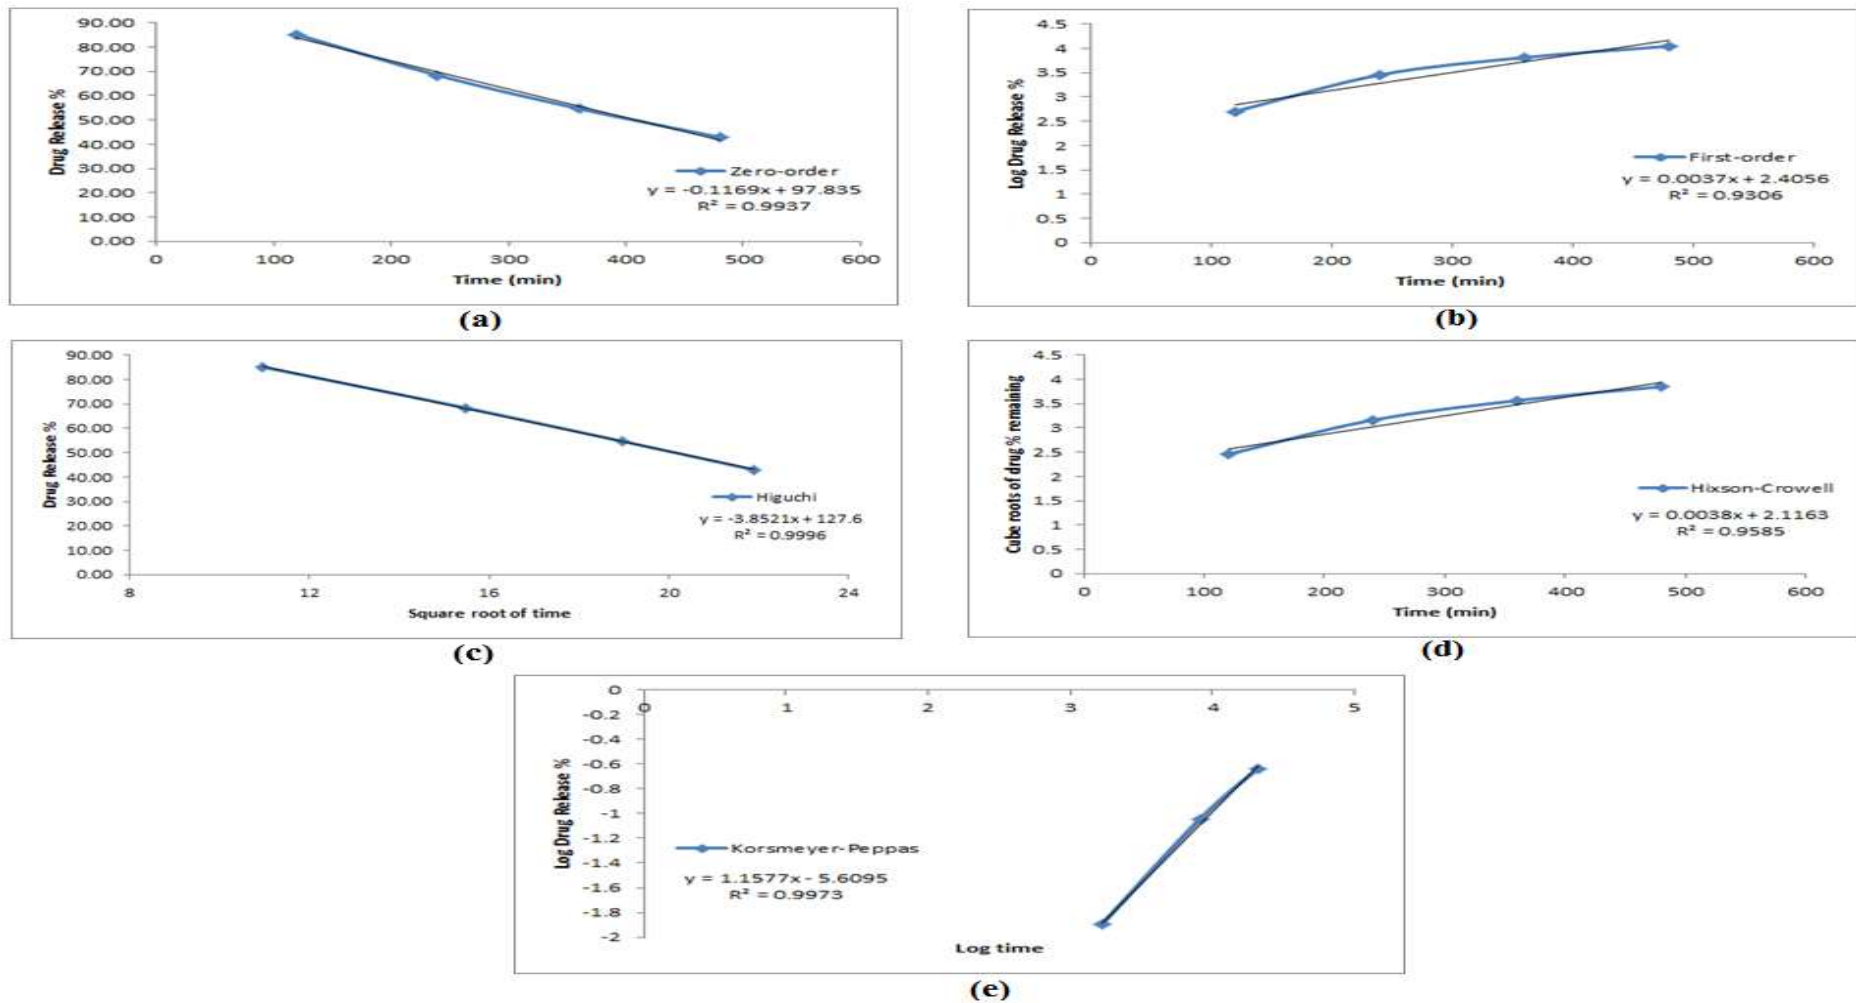 90.00
80.00
70.00
60.00
50.00
40.00
30.00
20.00
10.00
0.00
Drug Release %
0 100 200 300 400 500 600
Time (min)
Zero-order
y = -0.1169x + 97.835
R² = 0.9937
(a)
4.5
4
3.5
3
2.5
2
1.5
1
0.5
0
Log Drug Release %
0 100 200 300 400 500 600
Time (min)
First-order
y = 0.0037x + 2.4056
R² = 0.9306
(b)
90.00
80.00
70.00
60.00
50.00
40.00
30.00
20.00
10.00
0.00
Drug Release %
8 12 16 20 24
Square root of time
Higuchi
y = -3.8521x + 127.6
R² = 0.9996
(c)
4.5
4
3.5
3
2.5
2
1.5
1
0.5
0
Cube roots of drug % remaining
0 100 200 300 400 500 600
Time (min)
Hixson-Crowell
y = 0.0038x + 2.1163
R² = 0.9585
(d)
0
-0.2
-0.4
-0.6
-0.8
-1
-1.2
-1.4
-1.6
-1.8
-2
Log Drug Release %
0 1 2 3 4 5
Korsmeyer-Peppas
y = 1.1577x - 5.6095
R² = 0.9973
Log time
(e)